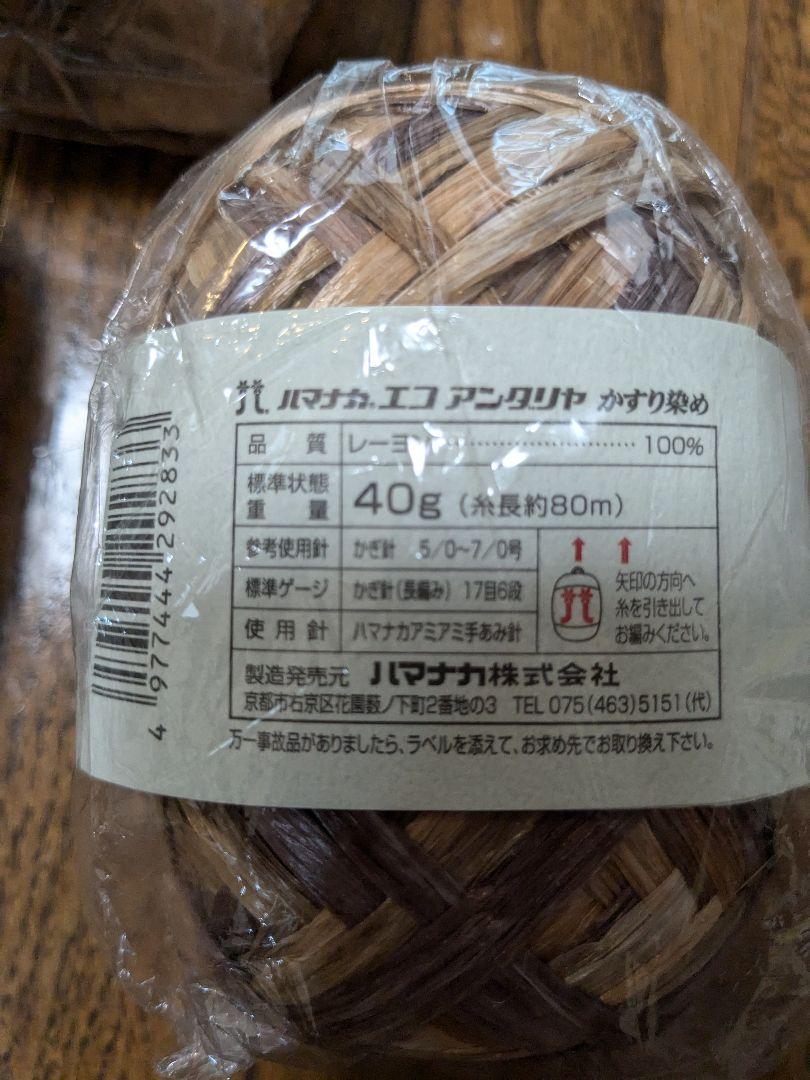 ハマナカ エコ アンダリヤ かすり染め
品質 レーヨン 100%
標準状態重量 40g (糸長約80m)
参考使用針 かぎ針 5/0〜7/0号
標準ゲージ かぎ針(長編み) 17目6段
使用針 ハマナカアミアミ手あみ針
矢印の方向へ
糸を引き出して
お編みください。
製造発売元 ハマナカ株式会社
京都市右京区花園薮ノ下町2番地の3 TEL 075(463)5151(代)
万一事故品がありましたら、ラベルを添えて、お求め先でお取り換え下さい。
4977444292833